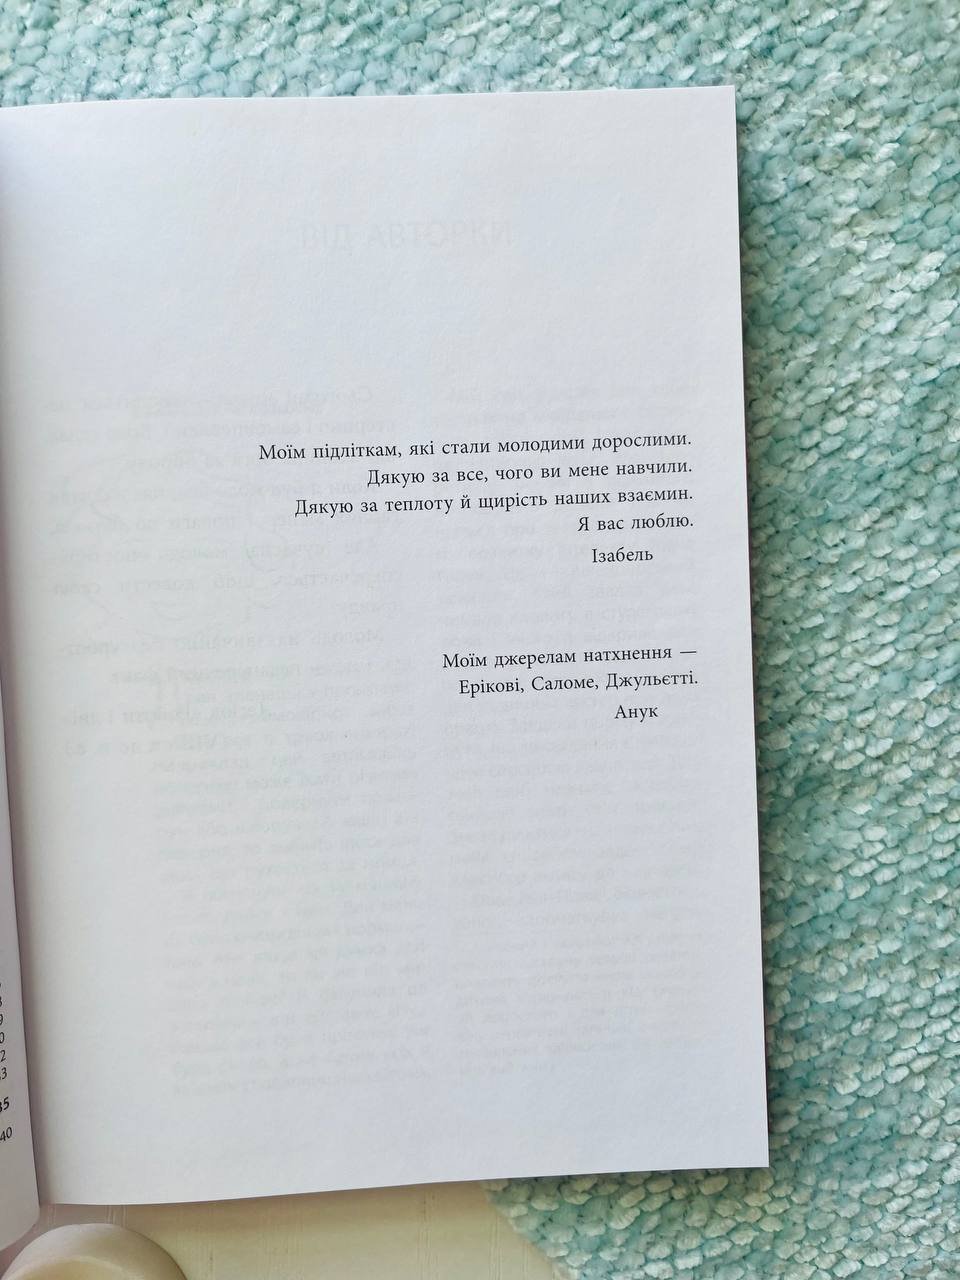 Моїм підліткам, які стали молодими дорослими.
Дякую за все, чого ви мене навчили.
Дякую за теплоту й щирість наших взаємин.
Я вас люблю.
Ізабель
Моїм джерелам натхнення —
Ерікові, Саломе, Джульєтті.
Анук